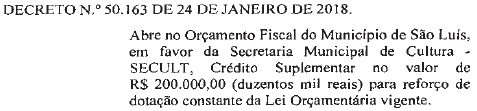 DECRETO N.º 50.163 DE 24 DE JANEIRO DE 2018.
Abre no Orçamento Fiscal do Município de São Luís,
em favor da Secretaria Municipal de Cultura -
SECULT, Crédito Suplementar no valor de
R$ 200.000,00 (duzentos mil reais) para reforço de
dotação constante da Lei Orçamentária vigente.